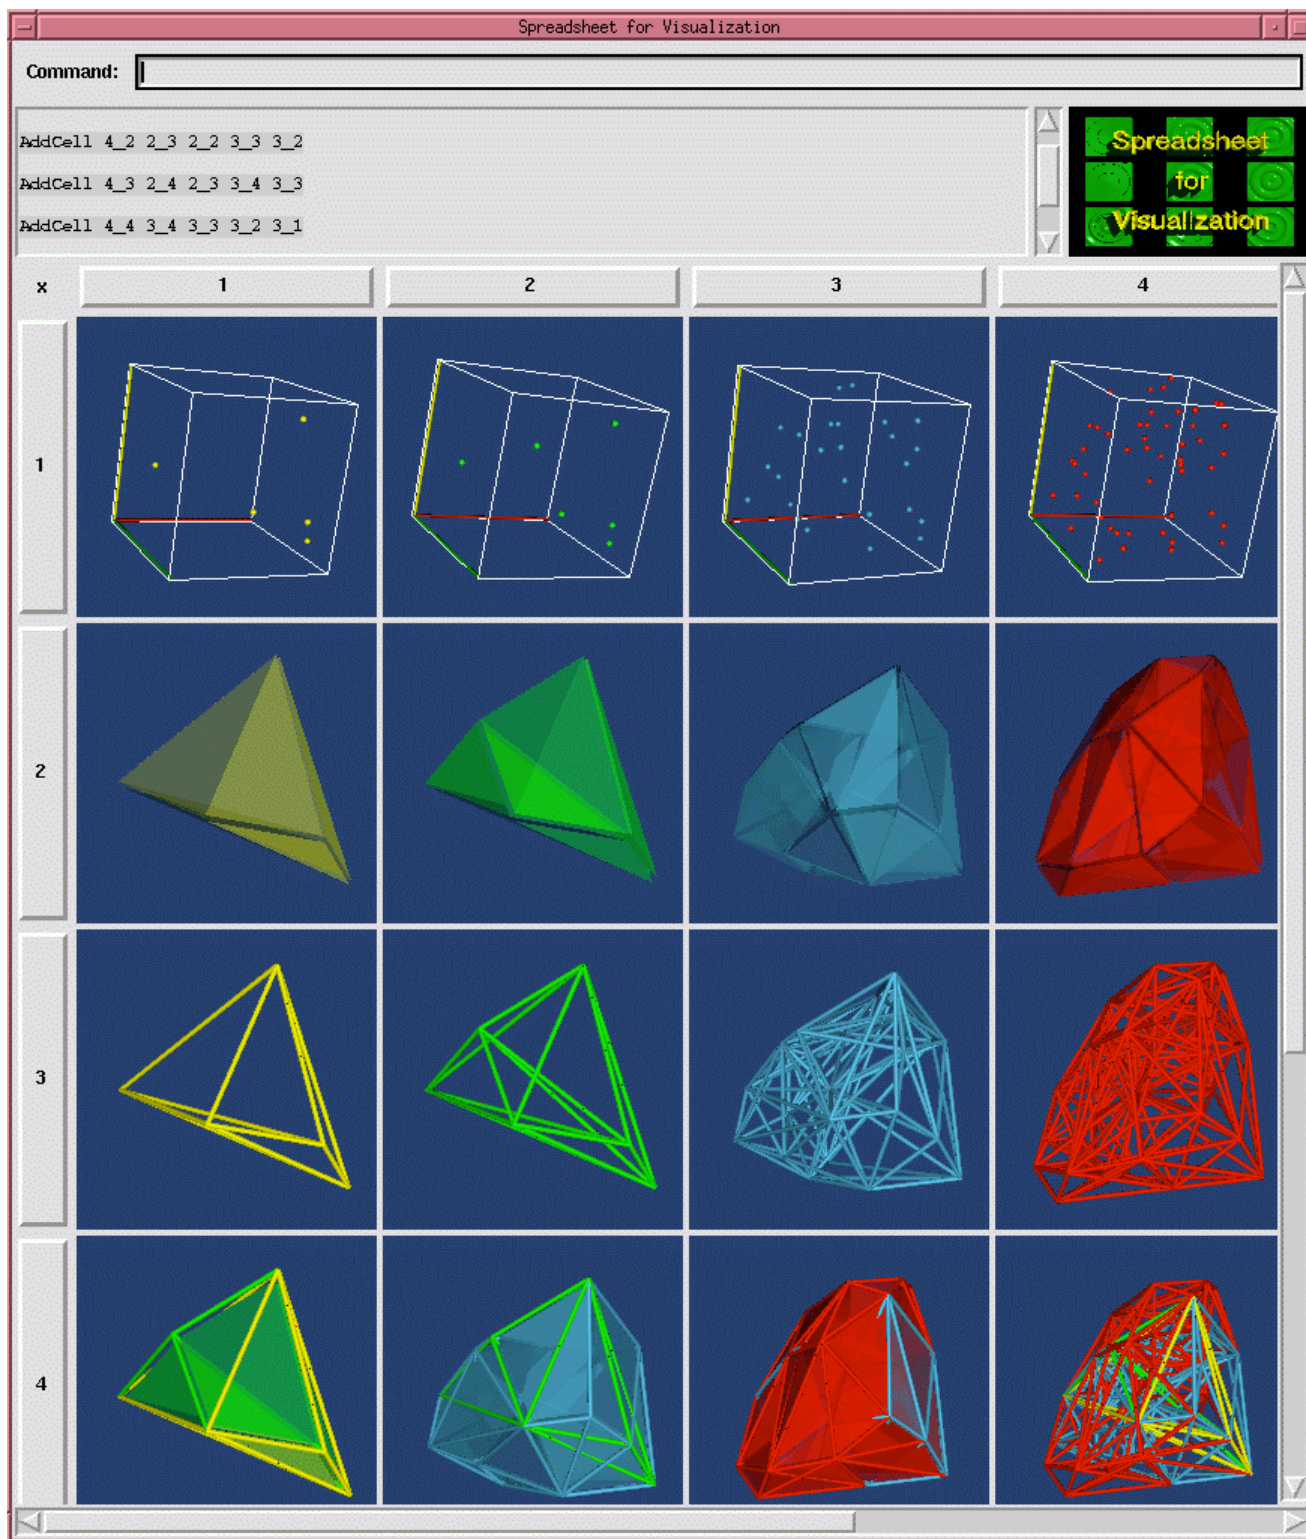 Spreadsheet for Visualization
Command:
AddCell 4_2 2_3 2_2 3_3 3_2
AddCell 4_3 2_4 2_3 3_4 3_3
AddCell 4_4 3_4 3_3 3_2 3_1
Spreadsheet
for
Visualization
x 1 2 3 4
1
2
3
4